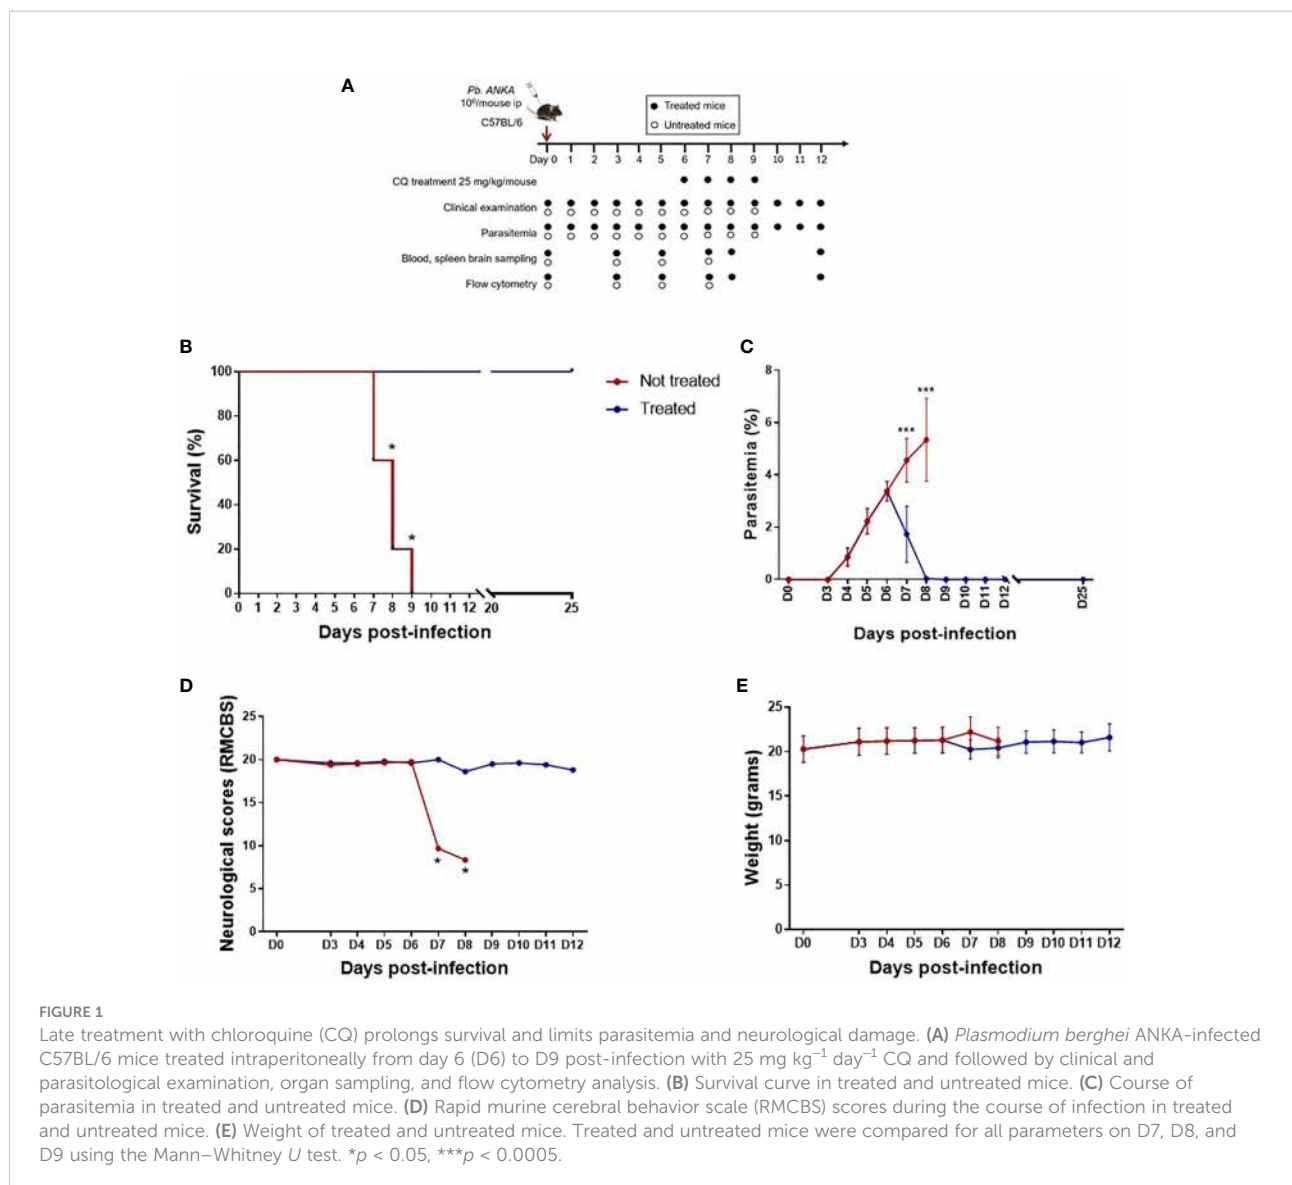 A
Pb. ANKA
10⁶/mouse ip
C57BL/6
Treated mice
Untreated mice
Day 0 1 2 3 4 5 6 7 8 9 10 11 12
CQ treatment 25 mg/kg/mouse
Clinical examination
Parasitemia
Blood, spleen brain sampling
Flow cytometry
B
Survival (%)
100
80
60
40
20
0
* *
0 1 2 3 4 5 6 7 8 9 10 11 12 20 25
Days post-infection
Not treated
Treated
C
Parasitemia (%)
8
6
4
2
0
*** ***
D0 D3 D4 D5 D6 D7 D8 D9 D10 D11 D12 D25
Days post-infection
D
Neurological scores (RMCBS)
25
20
15
10
5
0
* *
D0 D3 D4 D5 D6 D7 D8 D9 D10 D11 D12
Days post-infection
E
Weight (grams)
25
20
15
10
5
0
D0 D3 D4 D5 D6 D7 D8 D9 D10 D11 D12
Days post-infection
FIGURE 1
Late treatment with chloroquine (CQ) prolongs survival and limits parasitemia and neurological damage. (A) Plasmodium berghei ANKA-infected
C57BL/6 mice treated intraperitoneally from day 6 (D6) to D9 post-infection with 25 mg kg⁻¹ day⁻¹ CQ and followed by clinical and
parasitological examination, organ sampling, and flow cytometry analysis. (B) Survival curve in treated and untreated mice. (C) Course of
parasitemia in treated and untreated mice. (D) Rapid murine cerebral behavior scale (RMCBS) scores during the course of infection in treated
and untreated mice. (E) Weight of treated and untreated mice. Treated and untreated mice were compared for all parameters on D7, D8, and
D9 using the Mann–Whitney U test. *p < 0.05, ***p < 0.0005.